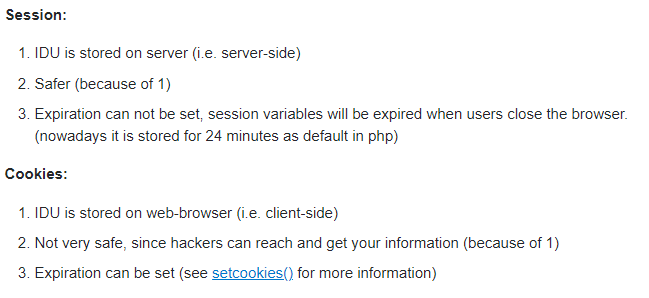 Session:
1. IDU is stored on server (i.e. server-side)
2. Safer (because of 1)
3. Expiration can not be set, session variables will be expired when users close the browser.
(nowadays it is stored for 24 minutes as default in php)
Cookies:
1. IDU is stored on web-browser (i.e. client-side)
2. Not very safe, since hackers can reach and get your information (because of 1)
3. Expiration can be set (see setcookies() for more information)